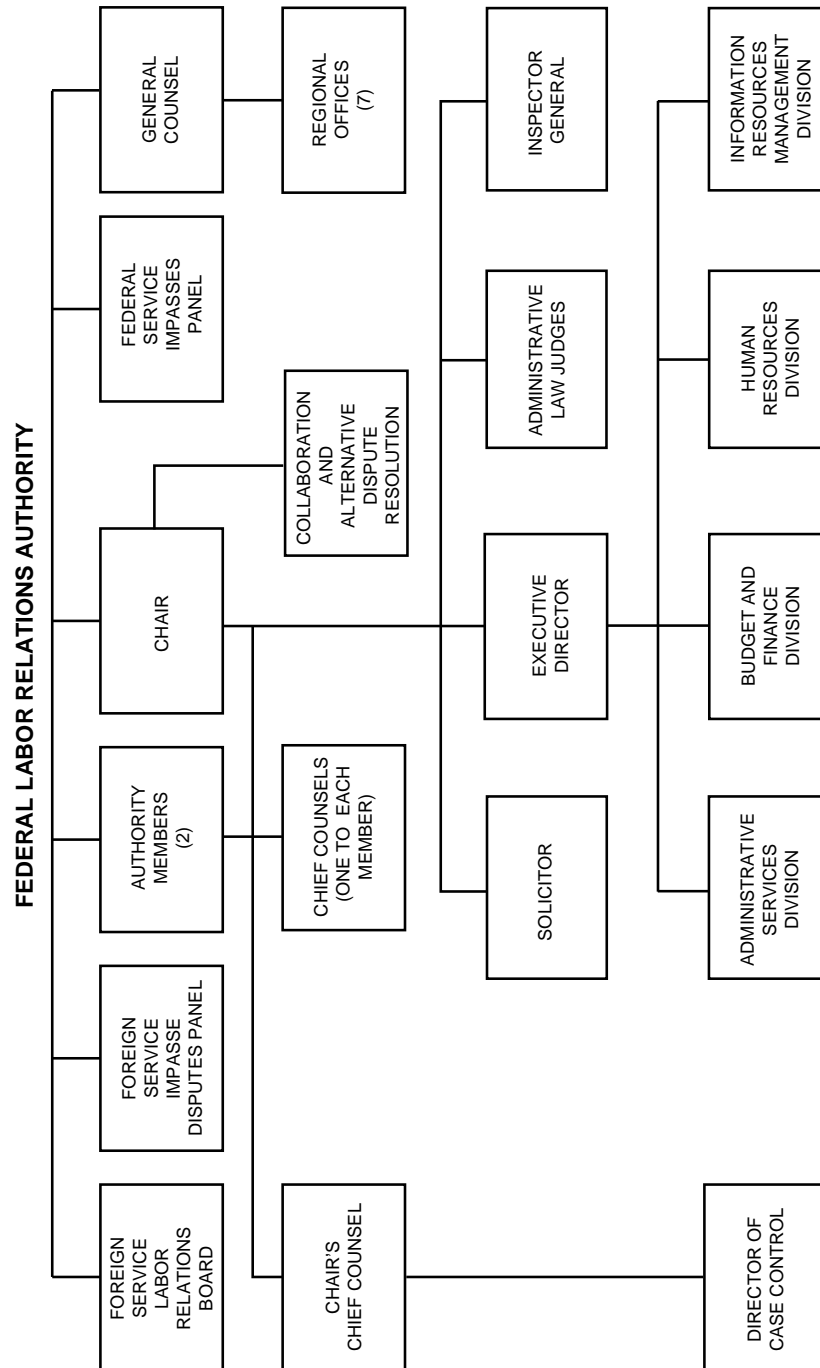 FEDERAL LABOR RELATIONS AUTHORITY
FOREIGN
SERVICE
LABOR
RELATIONS
BOARD
FOREIGN
SERVICE
IMPASSE
DISPUTES PANEL
AUTHORITY
MEMBERS
(2)
CHAIR
FEDERAL
SERVICE
IMPASSES
PANEL
GENERAL
COUNSEL
CHAIR'S
CHIEF COUNSEL
CHIEF COUNSELS
(ONE TO EACH
MEMBER)
COLLABORATION
AND
ALTERNATIVE
DISPUTE
RESOLUTION
REGIONAL
OFFICES
(7)
SOLICITOR
EXECUTIVE
DIRECTOR
ADMINISTRATIVE
LAW JUDGES
INSPECTOR
GENERAL
DIRECTOR OF
CASE CONTROL
ADMINISTRATIVE
SERVICES
DIVISION
BUDGET AND
FINANCE
DIVISION
HUMAN
RESOURCES
DIVISION
INFORMATION
RESOURCES
MANAGEMENT
DIVISION